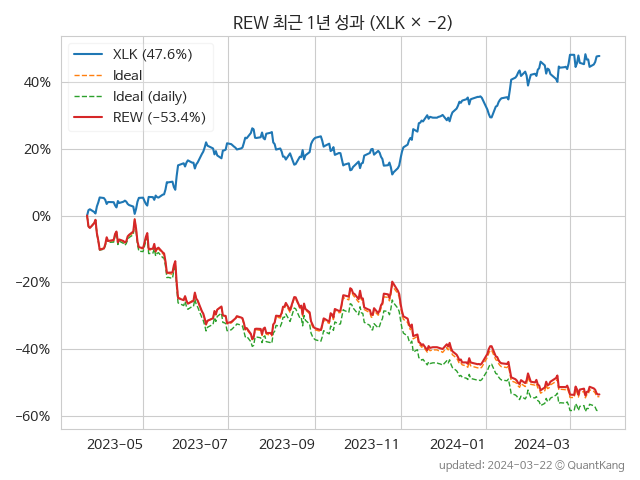 REW 최근 1년 성과 (XLK × −2)
XLK (47.6%)
Ideal
Ideal (daily)
REW (−53.4%)
40%
20%
0%
−20%
−40%
−60%
2023−05
2023−07
2023−09
2023−11
2024−01
2024−03
updated: 2024−03−22 © QuantKang